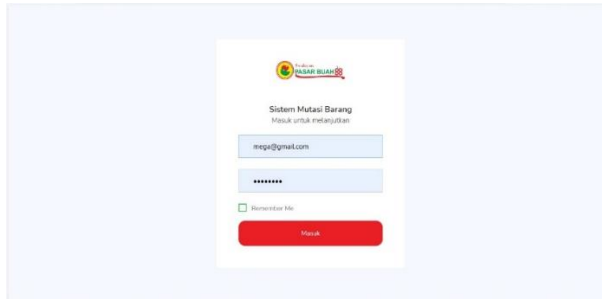 PASAR BUAH
Sistem Mutasi Barang
Masuk untuk melanjutkan
mega@gmail.com
••••••••
Remember Me
Masuk